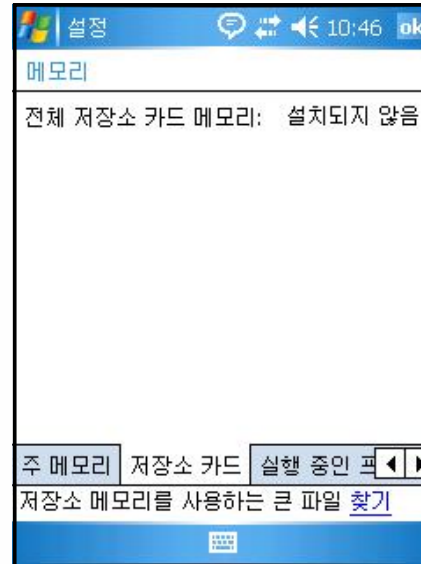 설정 10:46 ok
메모리
전체 저장소 카드 메모리: 설치되지 않음
주 메모리 저장소 카드 실행 중인 프
저장소 메모리를 사용하는 큰 파일 찾기